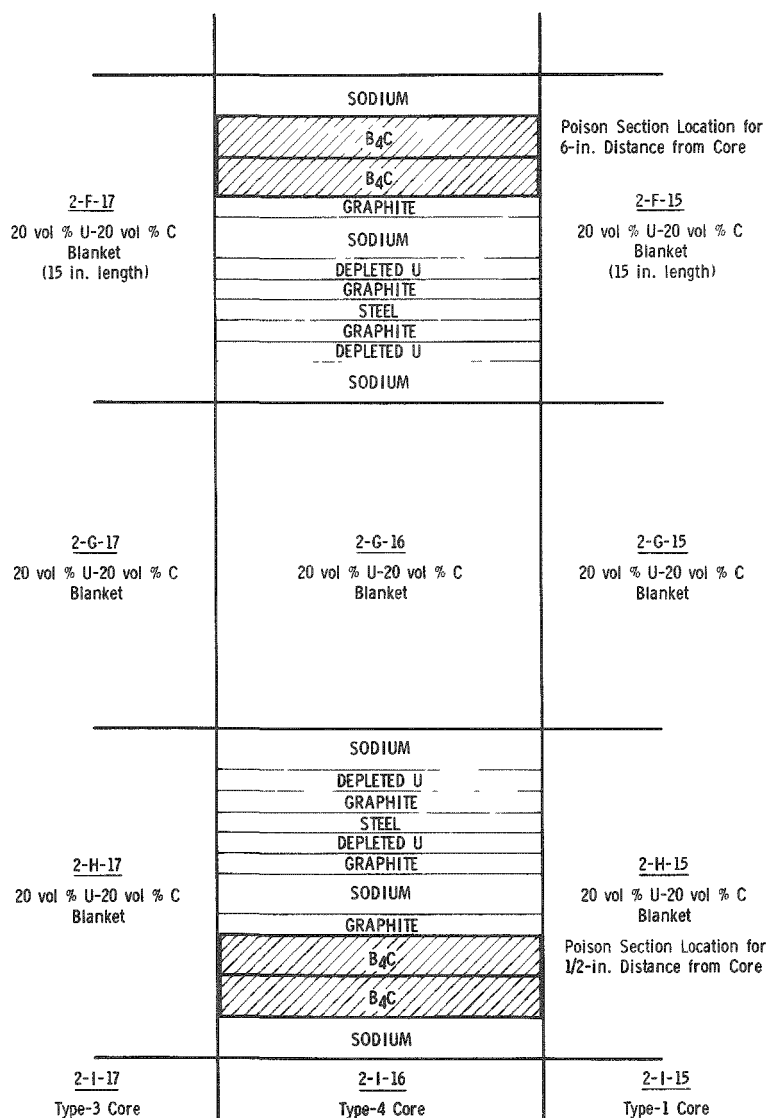 SODIUM
B₄C
Poison Section Location for
6-in. Distance from Core
B₄C
2-F-17
20 vol % U-20 vol % C
Blanket
(15 in. length)
GRAPHITE
SODIUM
DEPLETED U
GRAPHITE
STEEL
GRAPHITE
DEPLETED U
SODIUM
2-F-15
20 vol % U-20 vol % C
Blanket
(15 in. length)
2-G-17
20 vol % U-20 vol % C
Blanket
2-G-16
20 vol % U-20 vol % C
Blanket
2-G-15
20 vol % U-20 vol % C
Blanket
SODIUM
DEPLETED U
GRAPHITE
STEEL
DEPLETED U
GRAPHITE
SODIUM
GRAPHITE
B₄C
B₄C
SODIUM
2-H-17
20 vol % U-20 vol % C
Blanket
2-H-15
20 vol % U-20 vol % C
Blanket
Poison Section Location for
1/2-in. Distance from Core
2-I-17
Type-3 Core
2-I-16
Type-4 Core
2-I-15
Type-1 Core